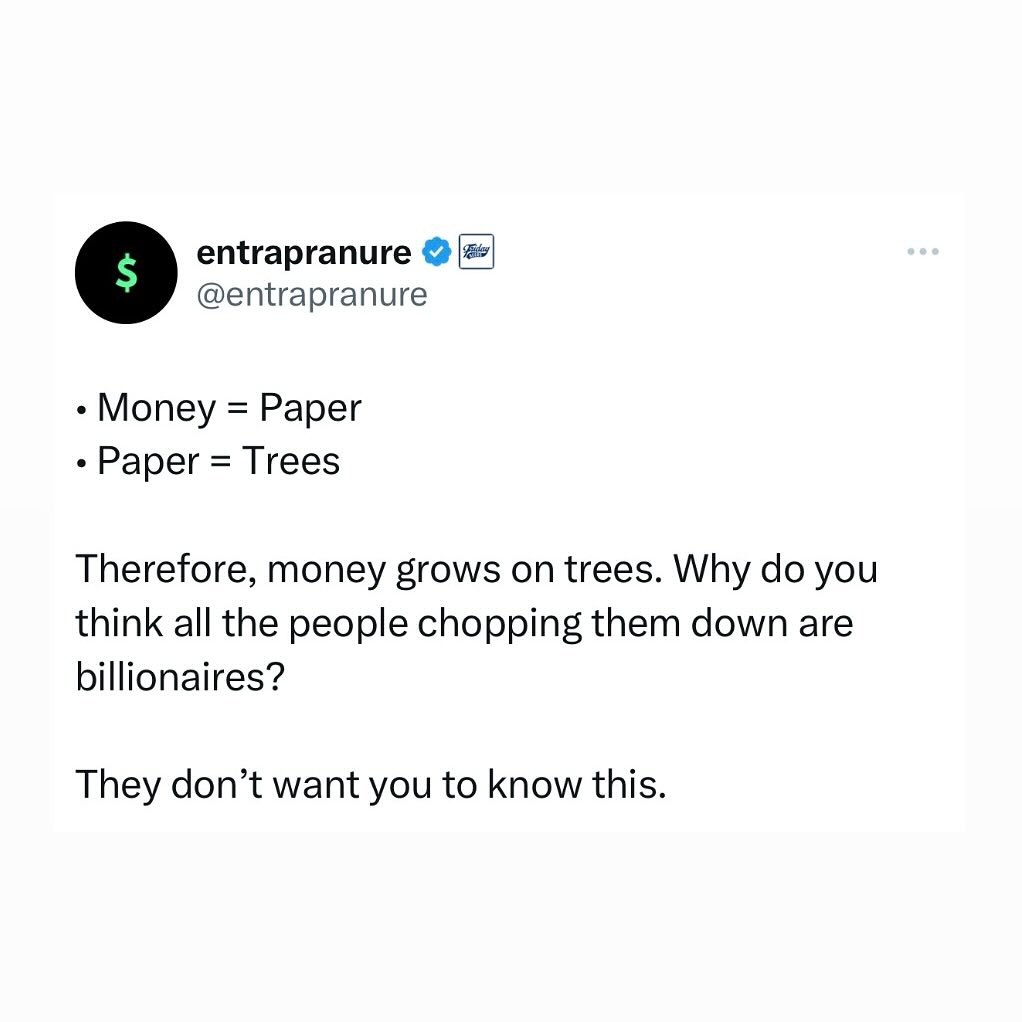 $
entrapranure
Friday
@entrapranure
• Money = Paper
• Paper = Trees
Therefore, money grows on trees. Why do you
think all the people chopping them down are
billionaires?
They don’t want you to know this.